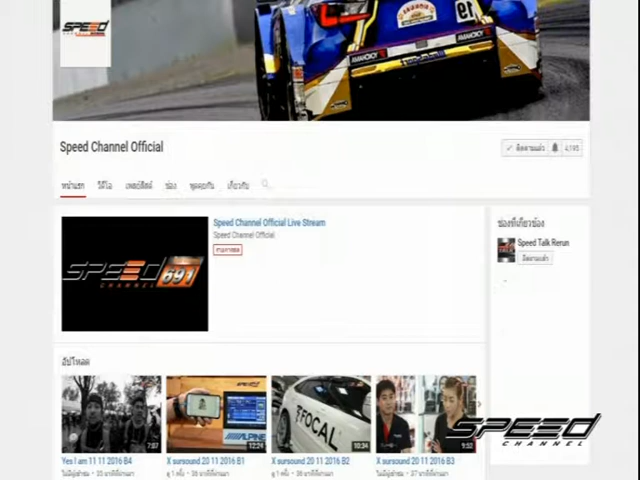 SPEED
19
Speed Channel Official
✓ ติดตามแล้ว 4,193
หน้าแรก วิดีโอ เพลย์ลิสต์ ช่อง พูดคุยกัน เกี่ยวกับ
Speed Channel Official Live Stream
Speed Channel Official
SPEED 691
CHANNEL
ช่องที่เกี่ยวข้อง
Speed Talk Rerun
ติดตามแล้ว
อัปโหลด
FOCAL
ALPINE
7:07
12:29
10:34
9:52
SPEED
CHANNEL
Yes I am 11 11 2016 B4
X sursound 20 11 2016 B1
X sursound 20 11 2016 B2
X sursound 20 11 2016 B3